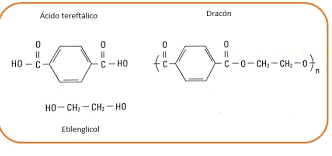 Ácido tereftálico
Dracón
O O
HO – C C – HO
O O
( C C – O – CH₂ – CH₂ – O )n
HO – CH₂ – CH₂ – HO
Etilenglicol